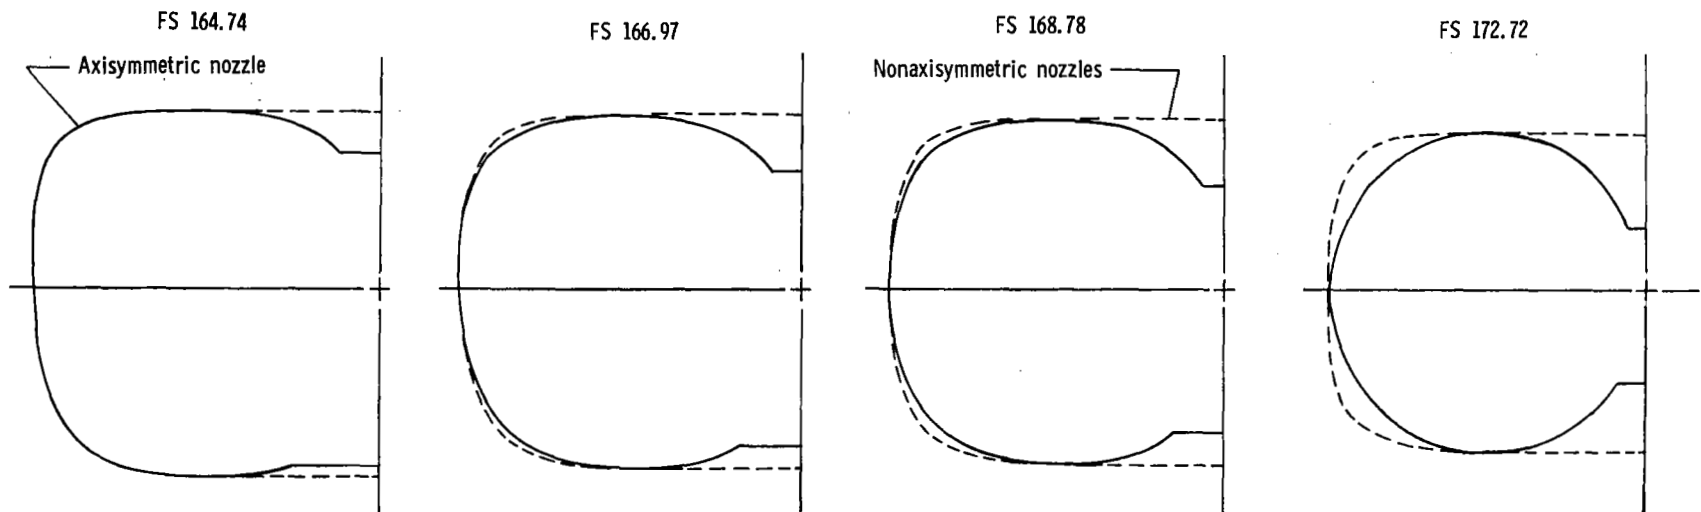 FS 164.74
FS 166.97
FS 168.78
FS 172.72
Axisymmetric nozzle
Nonaxisymmetric nozzles